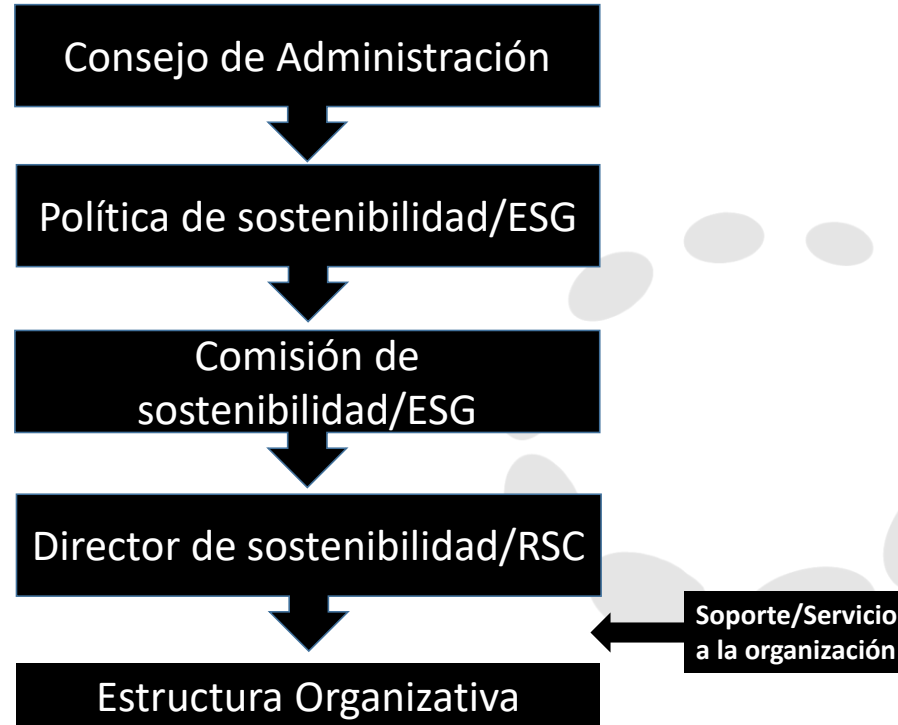 Consejo de Administración
Política de sostenibilidad/ESG
Comisión de
sostenibilidad/ESG
Director de sostenibilidad/RSC
Soporte/Servicio
a la organización
Estructura Organizativa